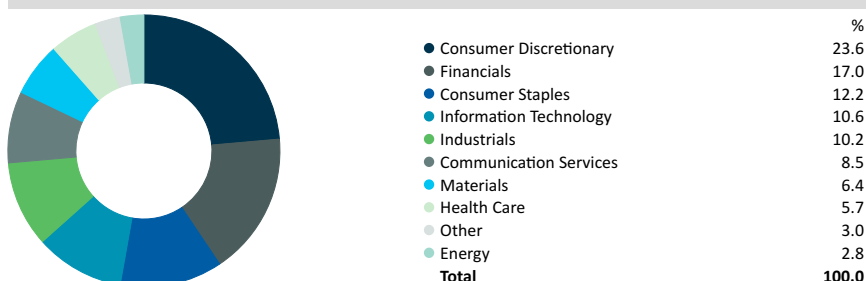 %
Consumer Discretionary 23.6
Financials 17.0
Consumer Staples 12.2
Information Technology 10.6
Industrials 10.2
Communication Services 8.5
Materials 6.4
Health Care 5.7
Other 3.0
Energy 2.8
Total 100.0